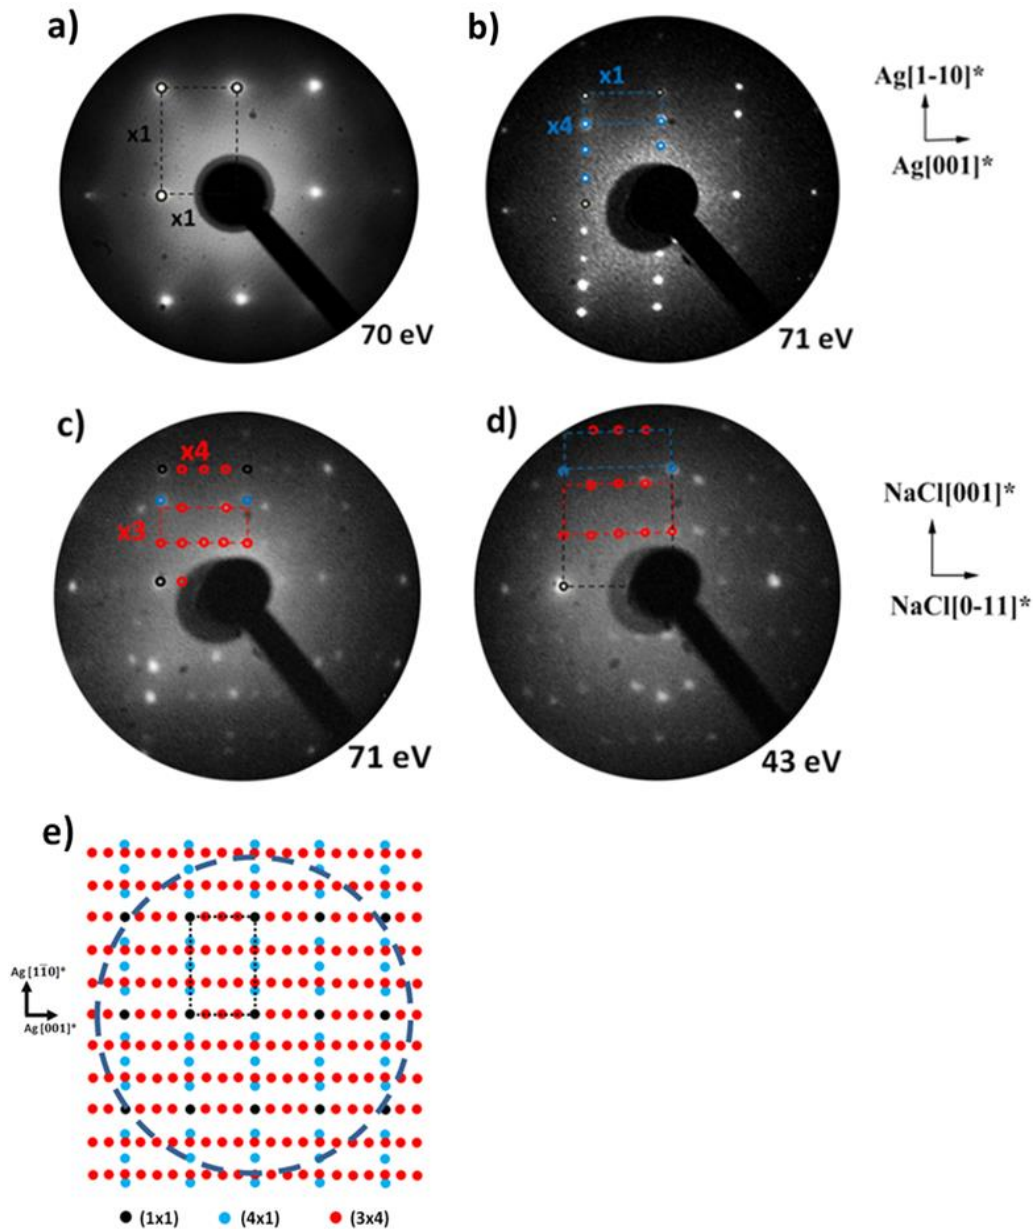 a)
x1
x1
70 eV
b)
x1
x4
71 eV
Ag[1-10]*
Ag[001]*
c)
x4
x3
71 eV
d)
43 eV
NaCl[001]*
NaCl[0-11]*
e)
Ag[11̄0]*
Ag[001]*
(1x1) (4x1) (3x4)